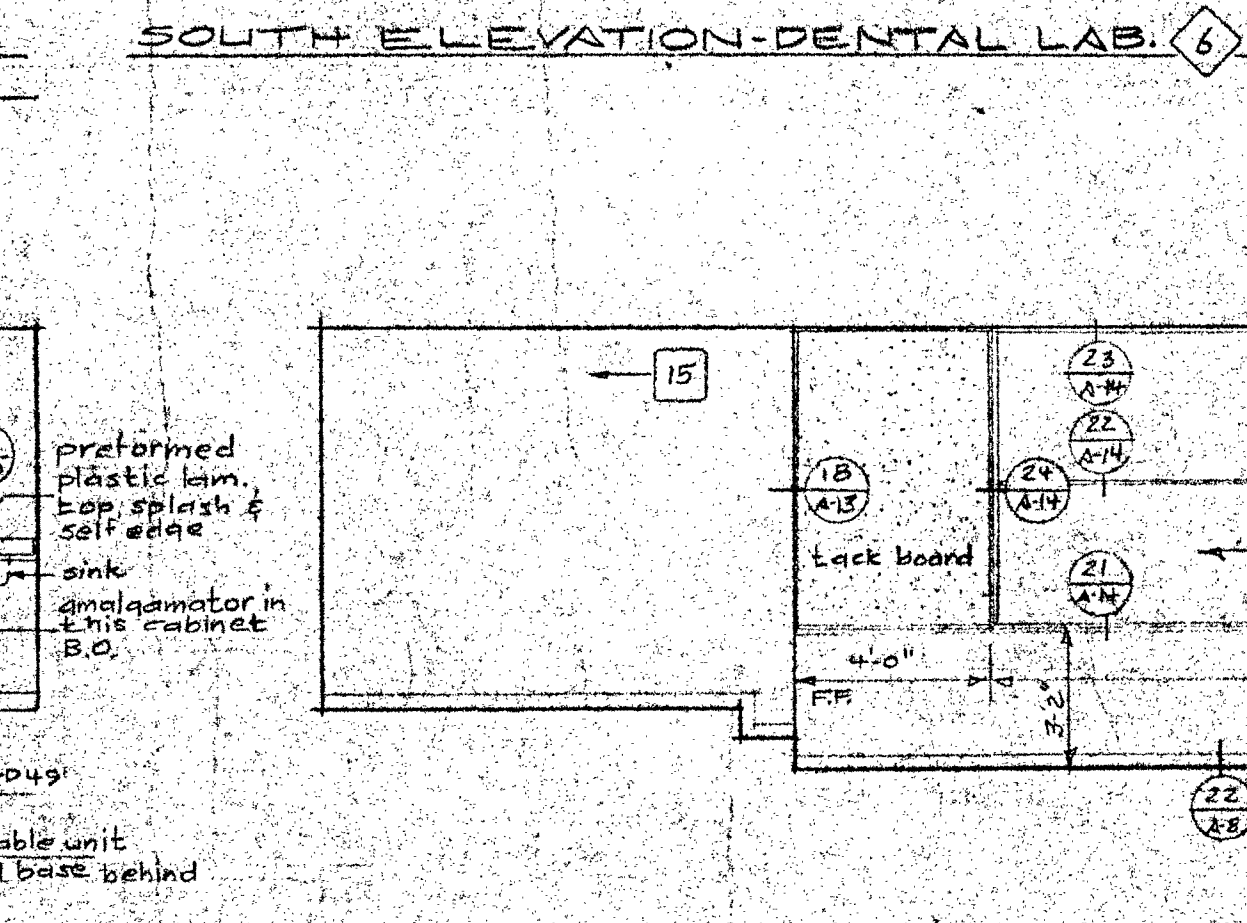 SOUTH ELEVATION-DENTAL LAB. 6
15
23
A-14
22
A-14
preformed
plastic lam.
top, splash &
self edge
sink
amalgamator in
this cabinet
B.O.
18
A-13
24
A-14
tack board
21
A-14
4'-0"
F.F.
3'-2"
22
A-8
-D49
able unit
base behind